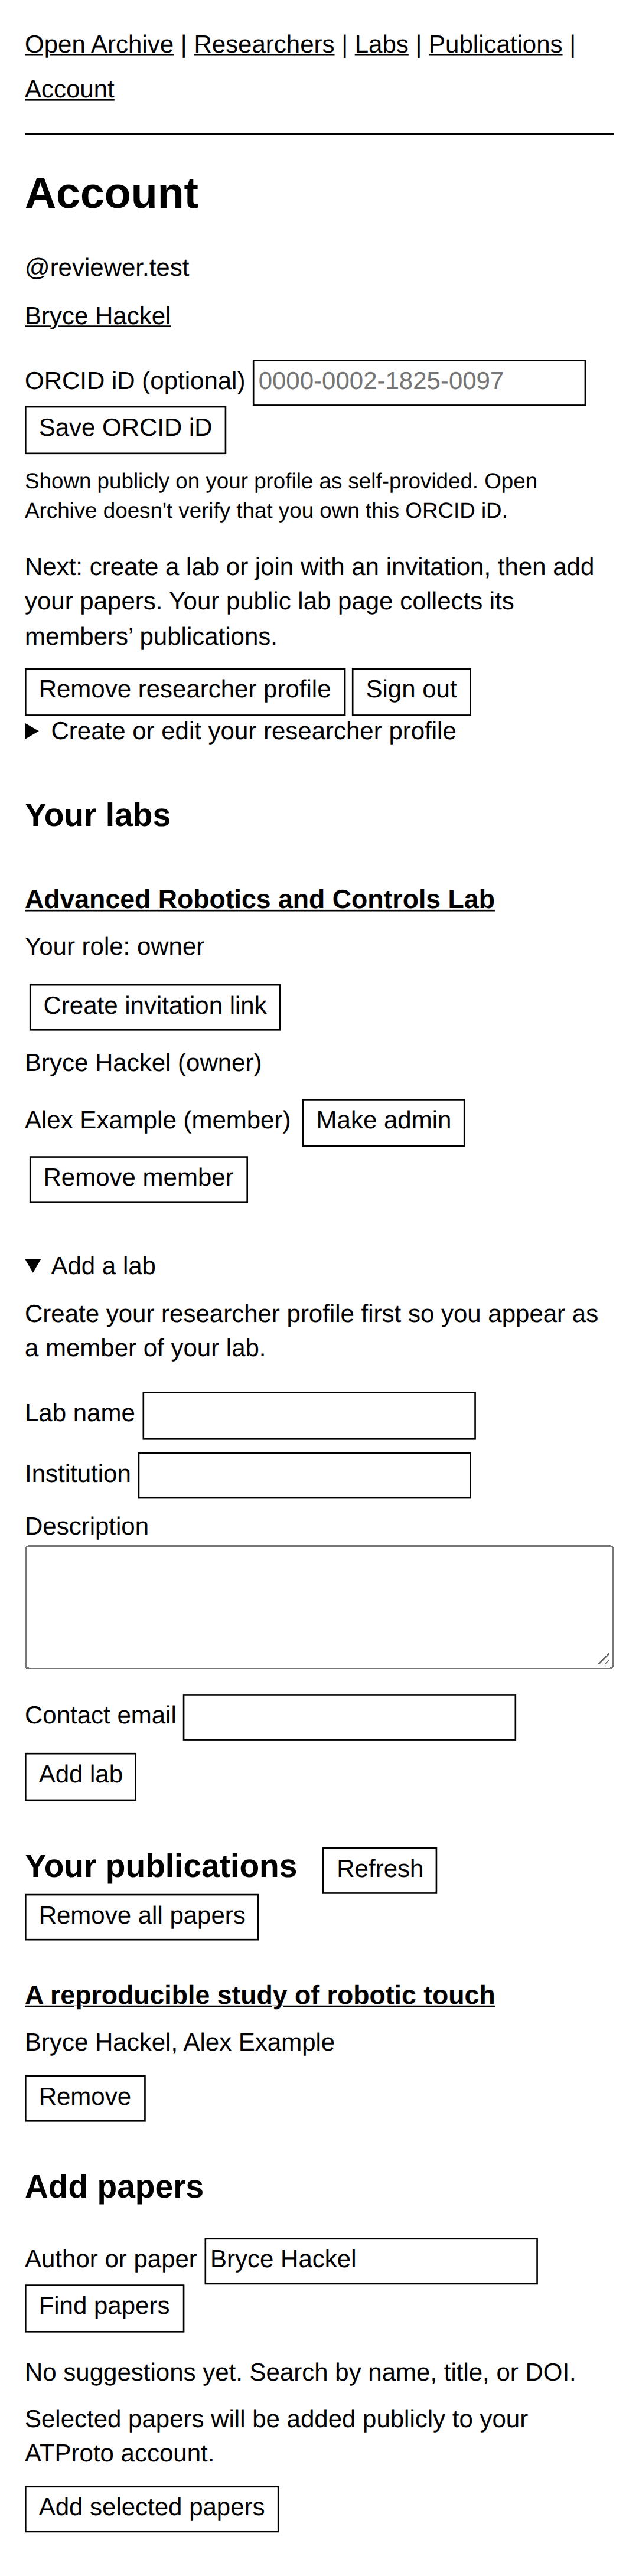 Open Archive | Researchers | Labs | Publications |
Account
Account
@reviewer.test
Bryce Hackel
ORCID iD (optional) 0000-0002-1825-0097
Save ORCID iD
Shown publicly on your profile as self-provided. Open
Archive doesn't verify that you own this ORCID iD.
Next: create a lab or join with an invitation, then add
your papers. Your public lab page collects its
members’ publications.
Remove researcher profile Sign out
Create or edit your researcher profile
Your labs
Advanced Robotics and Controls Lab
Your role: owner
Create invitation link
Bryce Hackel (owner)
Alex Example (member) Make admin
Remove member
Add a lab
Create your researcher profile first so you appear as
a member of your lab.
Lab name
Institution
Description
Contact email
Add lab
Your publications Refresh
Remove all papers
A reproducible study of robotic touch
Bryce Hackel, Alex Example
Remove
Add papers
Author or paper Bryce Hackel
Find papers
No suggestions yet. Search by name, title, or DOI.
Selected papers will be added publicly to your
ATProto account.
Add selected papers